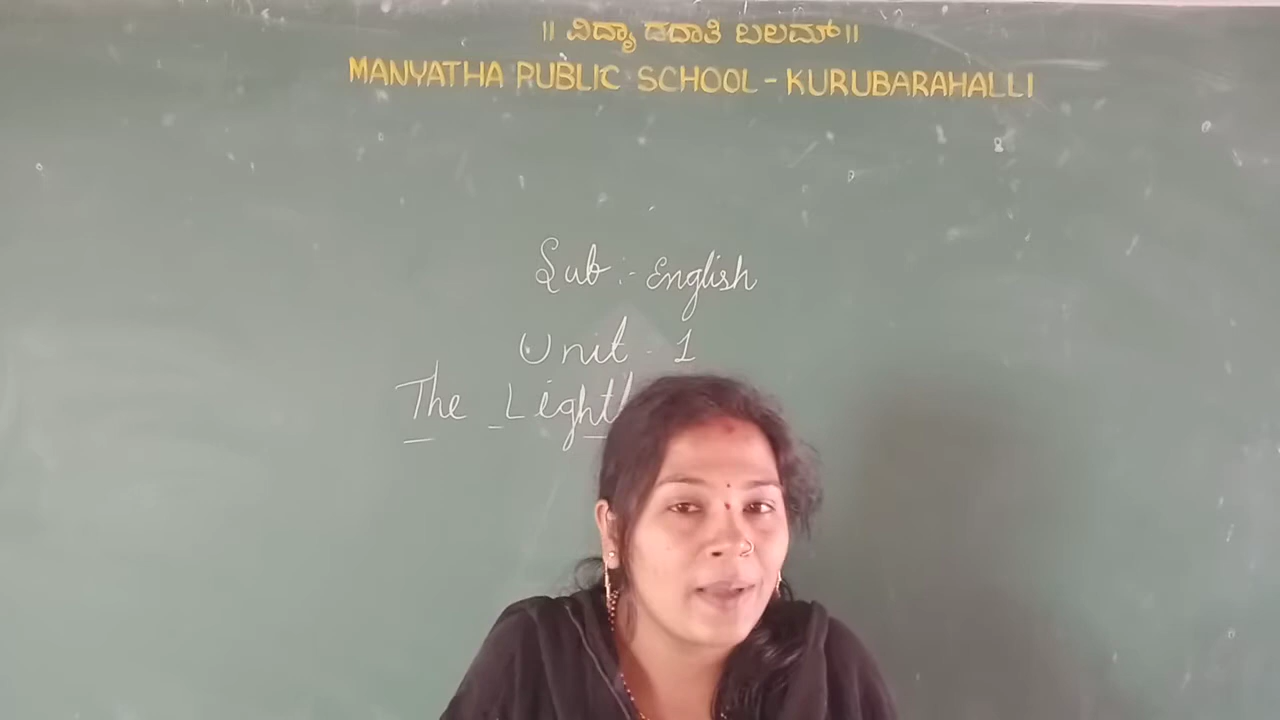 ॥ ವಿದ್ಯಾ ದದಾತಿ ಬಲಮ್ ॥
MANYATHA PUBLIC SCHOOL - KURUBARAHALLI
Sub :- English
Unit - 1
The